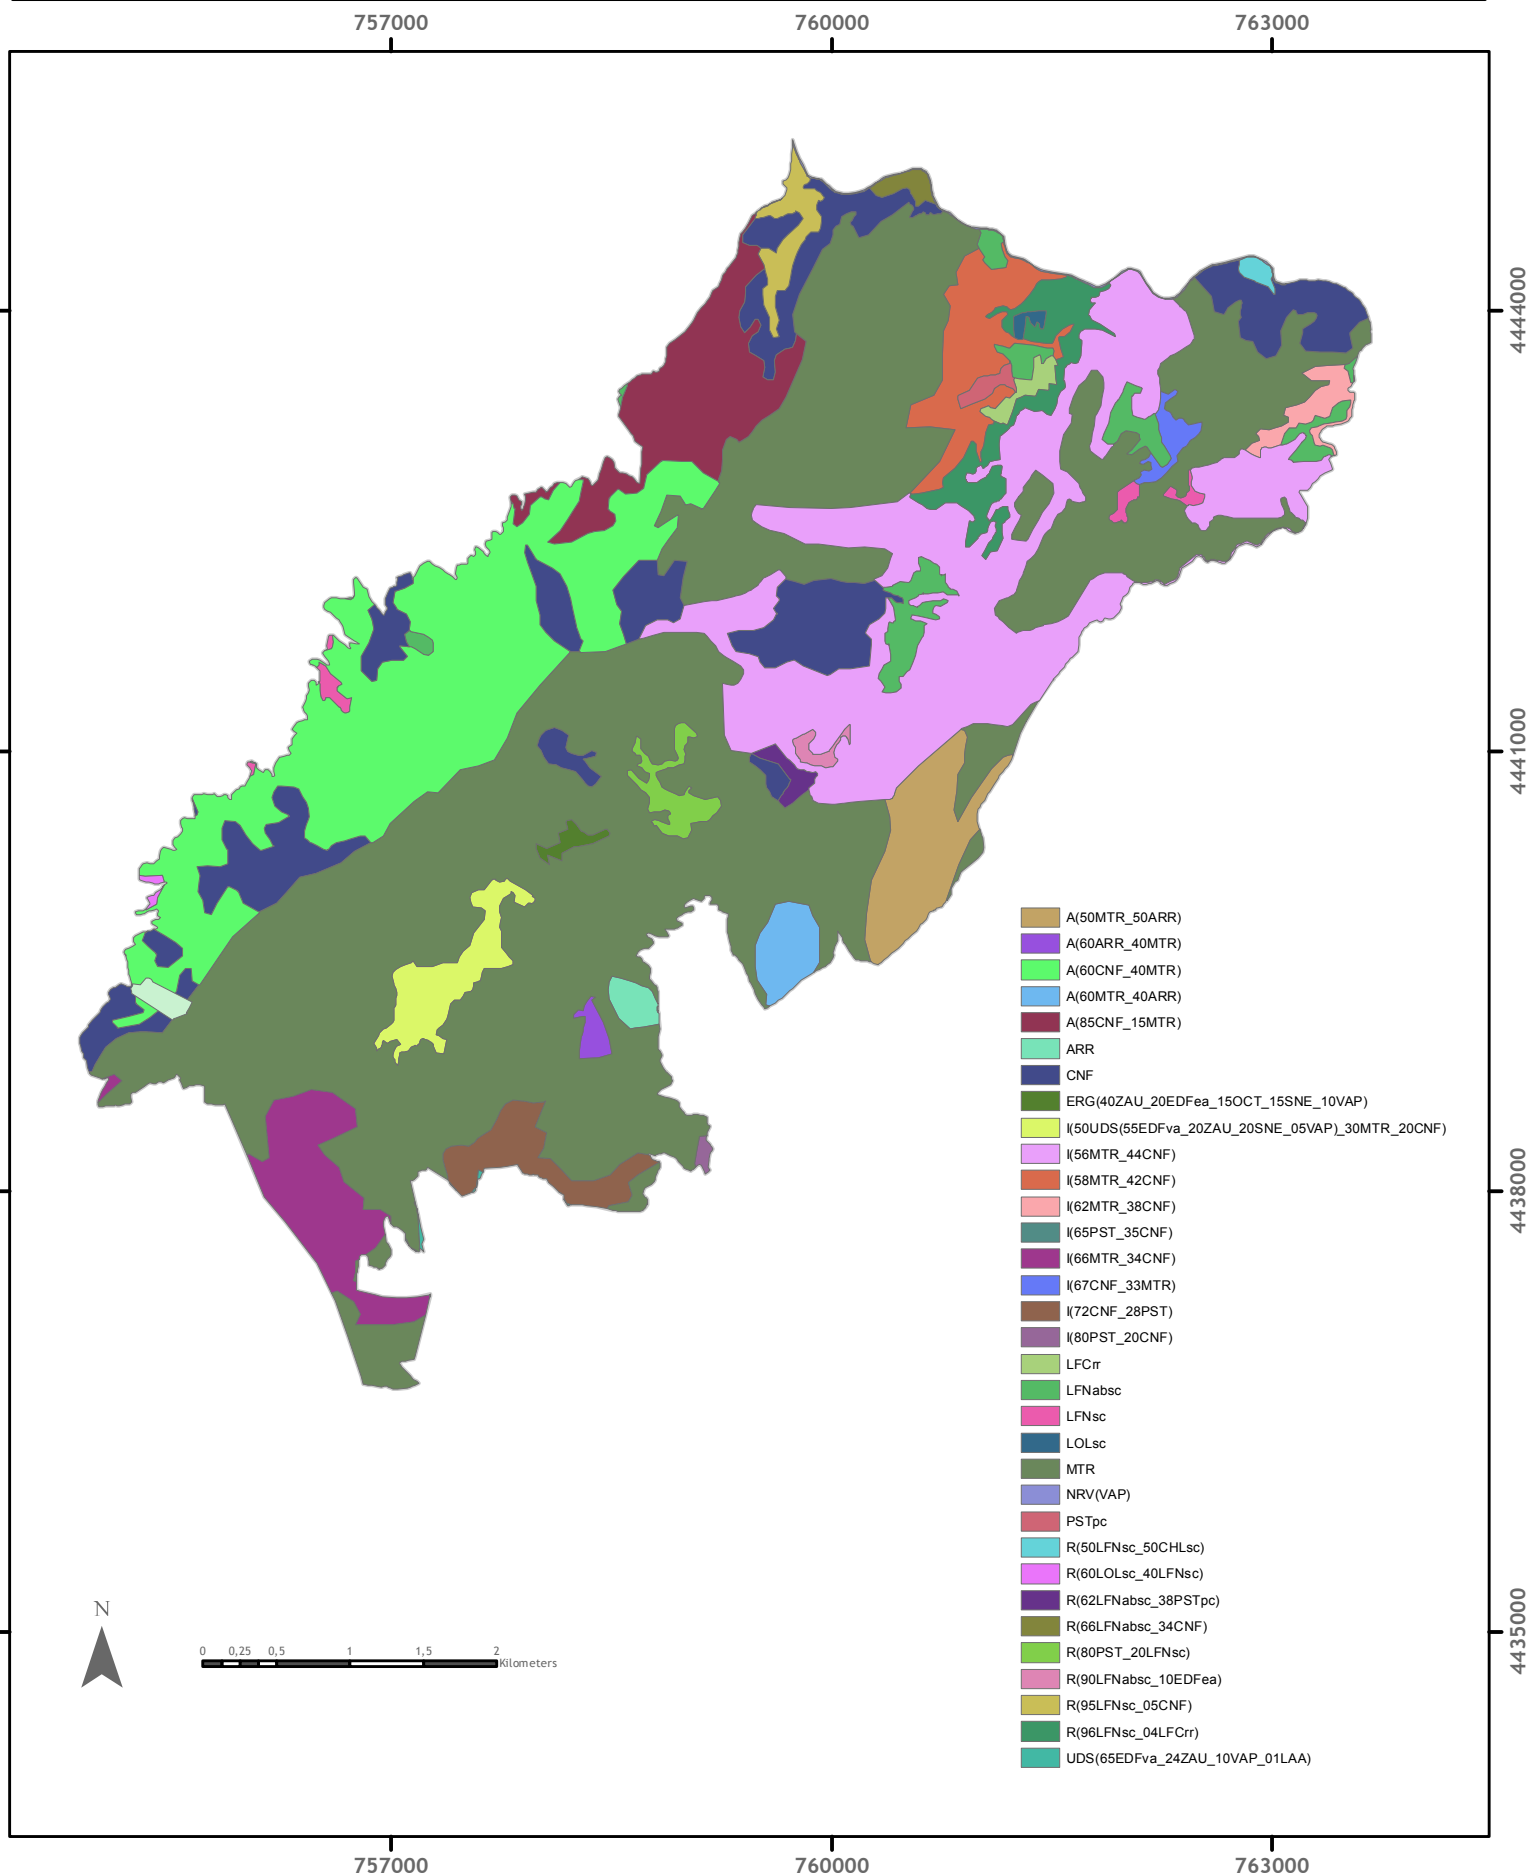 757000 760000 763000
4444000
4441000
4438000
4435000
A(50MTR_50ARR)
A(60ARR_40MTR)
A(60CNF_40MTR)
A(60MTR_40ARR)
A(85CNF_15MTR)
ARR
CNF
ERG(40ZAU_20EDFea_15OCT_15SNE_10VAP)
I(50UDS(55EDFva_20ZAU_20SNE_05VAP)_30MTR_20CNF)
I(56MTR_44CNF)
I(58MTR_42CNF)
I(62MTR_38CNF)
I(65PST_35CNF)
I(66MTR_34CNF)
I(67CNF_33MTR)
I(72CNF_28PST)
I(80PST_20CNF)
LFCrr
LFNabsc
LFNsc
LOLsc
MTR
NRV(VAP)
PSTpc
R(50LFNsc_50CHLsc)
R(60LOLsc_40LFNsc)
R(62LFNabsc_38PSTpc)
R(66LFNabsc_34CNF)
R(80PST_20LFNsc)
R(90LFNabsc_10EDFea)
R(95LFNsc_05CNF)
R(96LFNsc_04LFCrr)
UDS(65EDFva_24ZAU_10VAP_01LAA)
N
0 0,25 0,5 1 1,5 2
Kilometers
757000 760000 763000